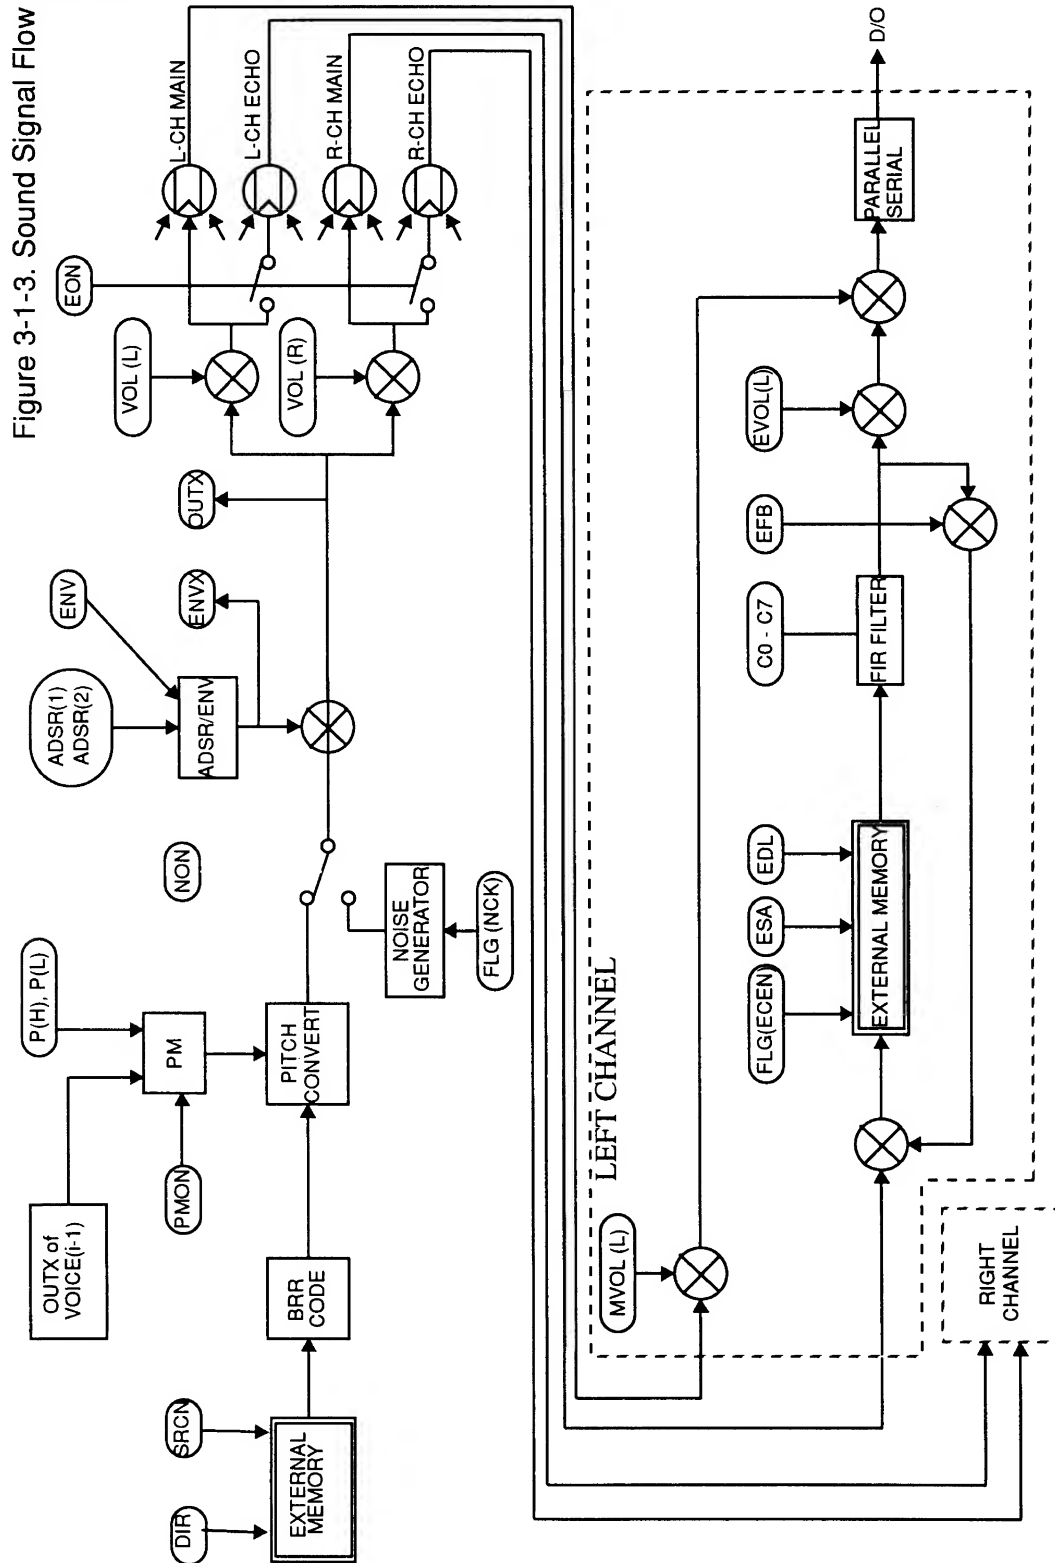 Figure 3-1-3. Sound Signal Flow
DIR
SRCN
EXTERNAL
MEMORY
BRR
CODE
OUTX of
VOICE(i-1)
PMON
P(H), P(L)
PM
PITCH
CONVERT
NON
NOISE
GENERATOR
FLG (NCK)
ADSR(1)
ADSR(2)
ENV
ADSR/ENV
ENVX
OUTX
VOL (L)
VOL (R)
EON
L-CH MAIN
L-CH ECHO
R-CH MAIN
R-CH ECHO
LEFT CHANNEL
MVOL (L)
FLG(ECEN)
ESA
EDL
EXTERNAL MEMORY
C0 - C7
FIR FILTER
EFB
EVOL(L)
PARALLEL
SERIAL
D/O
RIGHT
CHANNEL